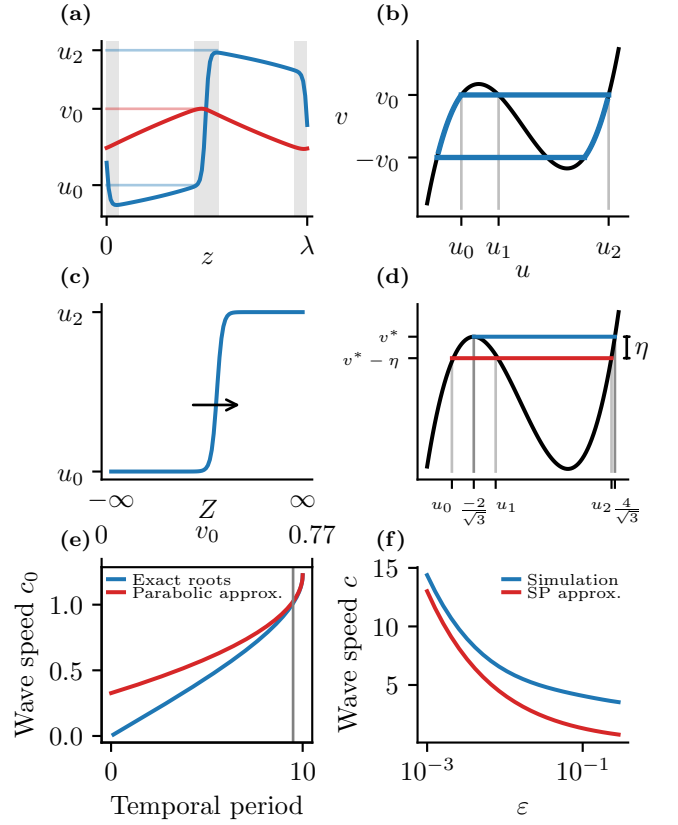 (a)
u₂
v₀
u₀
0
z
λ
(b)
v
v₀
−v₀
u₀
u₁
u₂
u
(c)
u₂
u₀
−∞
Z
∞
(d)
v*
v* − η
η
u₀
−2/√3
u₁
u₂
4/√3
(e)
0
v₀
0.77
Exact roots
Parabolic approx.
Wave speed c₀
1.0
0.5
0.0
0
10
Temporal period
(f)
Simulation
SP approx.
Wave speed c
15
10
5
10⁻³
10⁻¹
ε